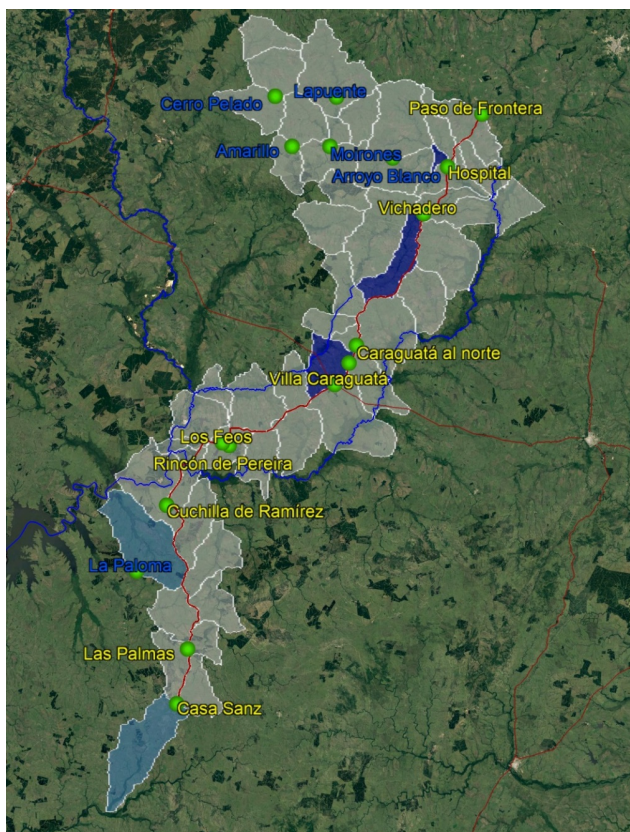 Lapuente
Cerro Pelado
Paso de Frontera
Amarillo
Moirones
Arroyo Blanco
Hospital
Vichadero
Caraguatá al norte
Villa Caraguatá
Los Feos
Rincón de Pereira
Cuchilla de Ramírez
La Paloma
Las Palmas
Casa Sanz